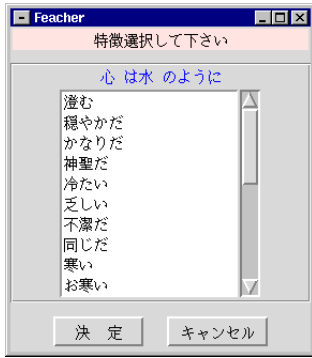 Feacher
特徴選択して下さい
心 は水 のように
澄む
穏やかだ
かなりだ
神聖だ
冷たい
乏しい
不潔だ
同じだ
寒い
お寒い
決 定
キャンセル